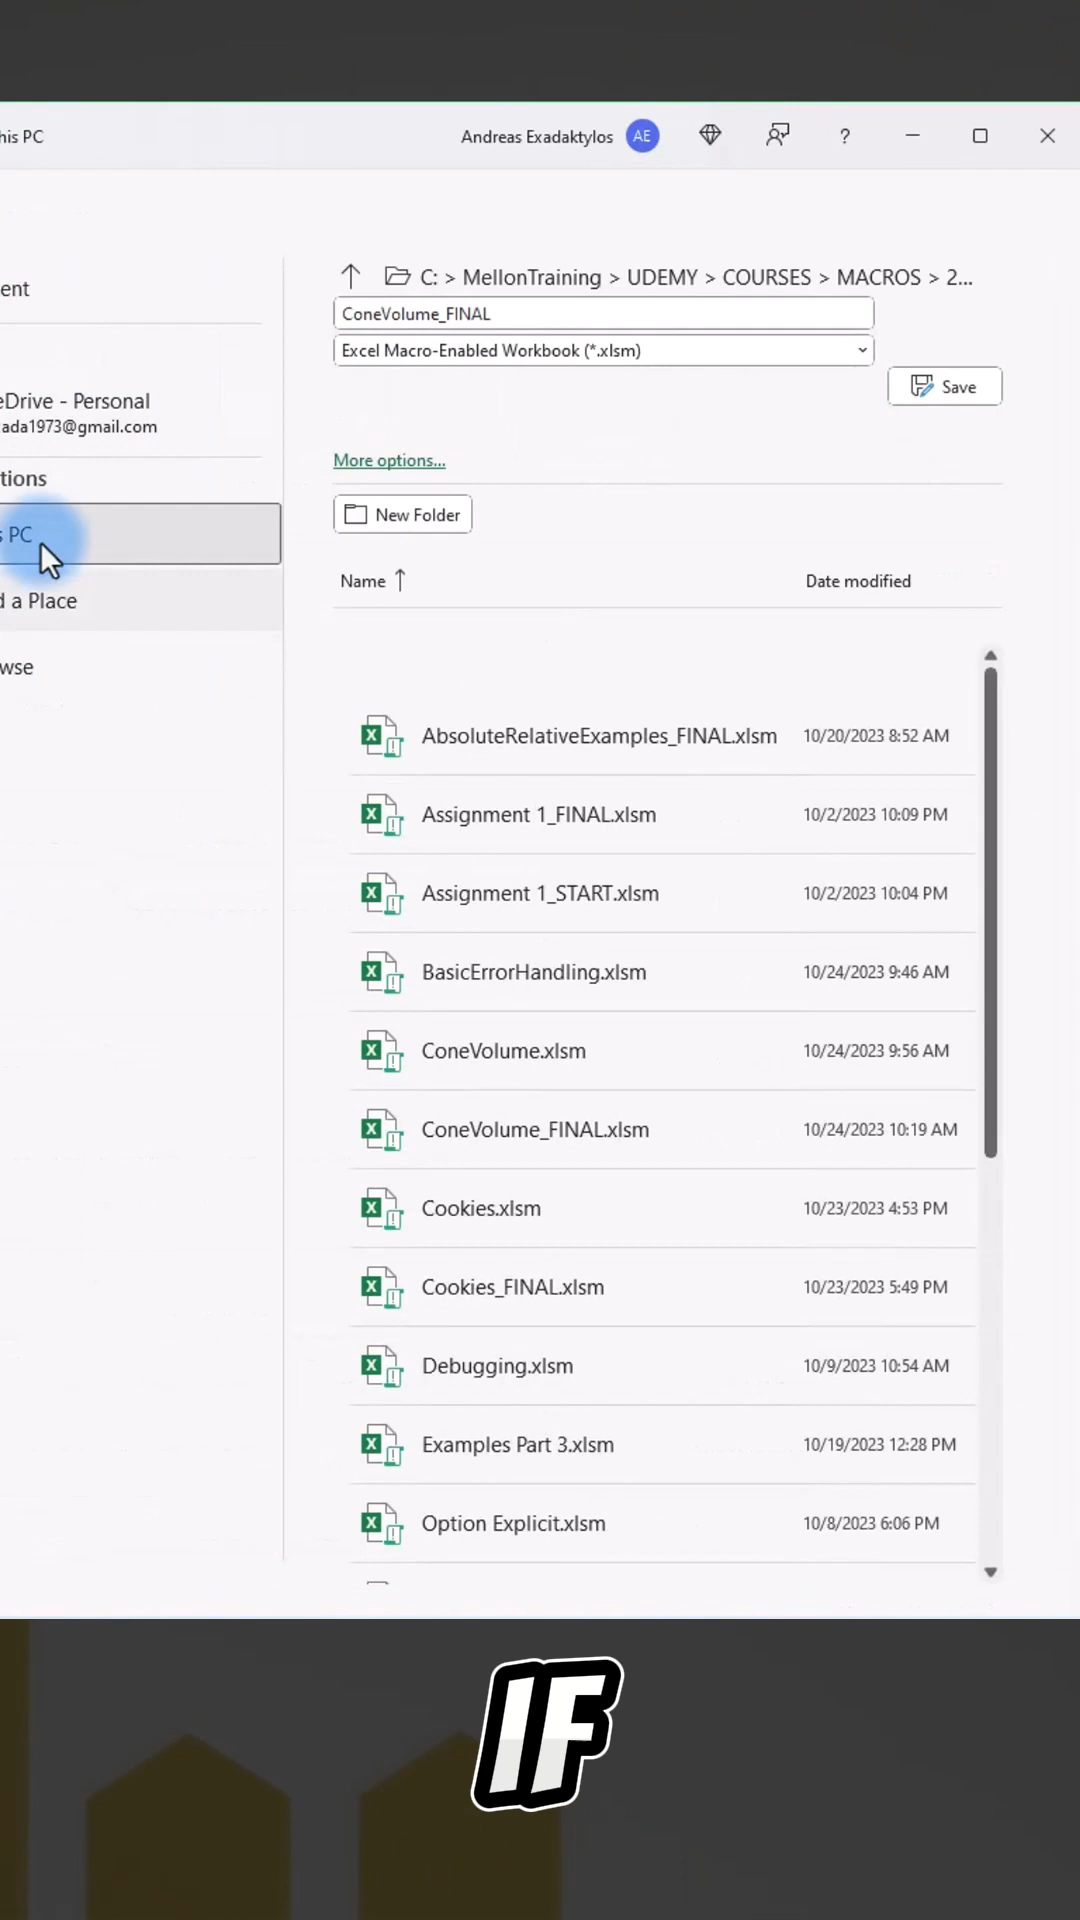 his PC
Andreas Exadaktylos AE ?
ent
C: > MellonTraining > UDEMY > COURSES > MACROS > 2...
ConeVolume_FINAL
Excel Macro-Enabled Workbook (*.xlsm)
Save
eDrive - Personal
ada1973@gmail.com
More options...
tions
New Folder
s PC
d a Place
wse
Name Date modified
AbsoluteRelativeExamples_FINAL.xlsm 10/20/2023 8:52 AM
Assignment 1_FINAL.xlsm 10/2/2023 10:09 PM
Assignment 1_START.xlsm 10/2/2023 10:04 PM
BasicErrorHandling.xlsm 10/24/2023 9:46 AM
ConeVolume.xlsm 10/24/2023 9:56 AM
ConeVolume_FINAL.xlsm 10/24/2023 10:19 AM
Cookies.xlsm 10/23/2023 4:53 PM
Cookies_FINAL.xlsm 10/23/2023 5:49 PM
Debugging.xlsm 10/9/2023 10:54 AM
Examples Part 3.xlsm 10/19/2023 12:28 PM
Option Explicit.xlsm 10/8/2023 6:06 PM
IF